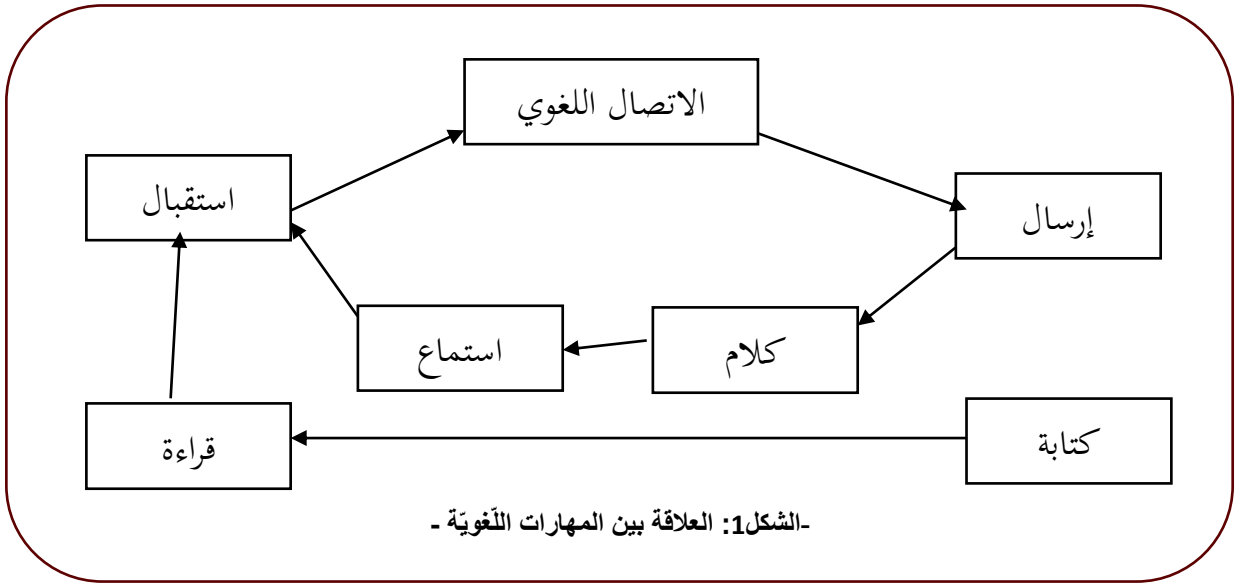 الاتصال اللغوي
إرسال
استقبال
كلام
استماع
كتابة
قراءة
-الشكل1: العلاقة بين المهارات اللّغويّة -